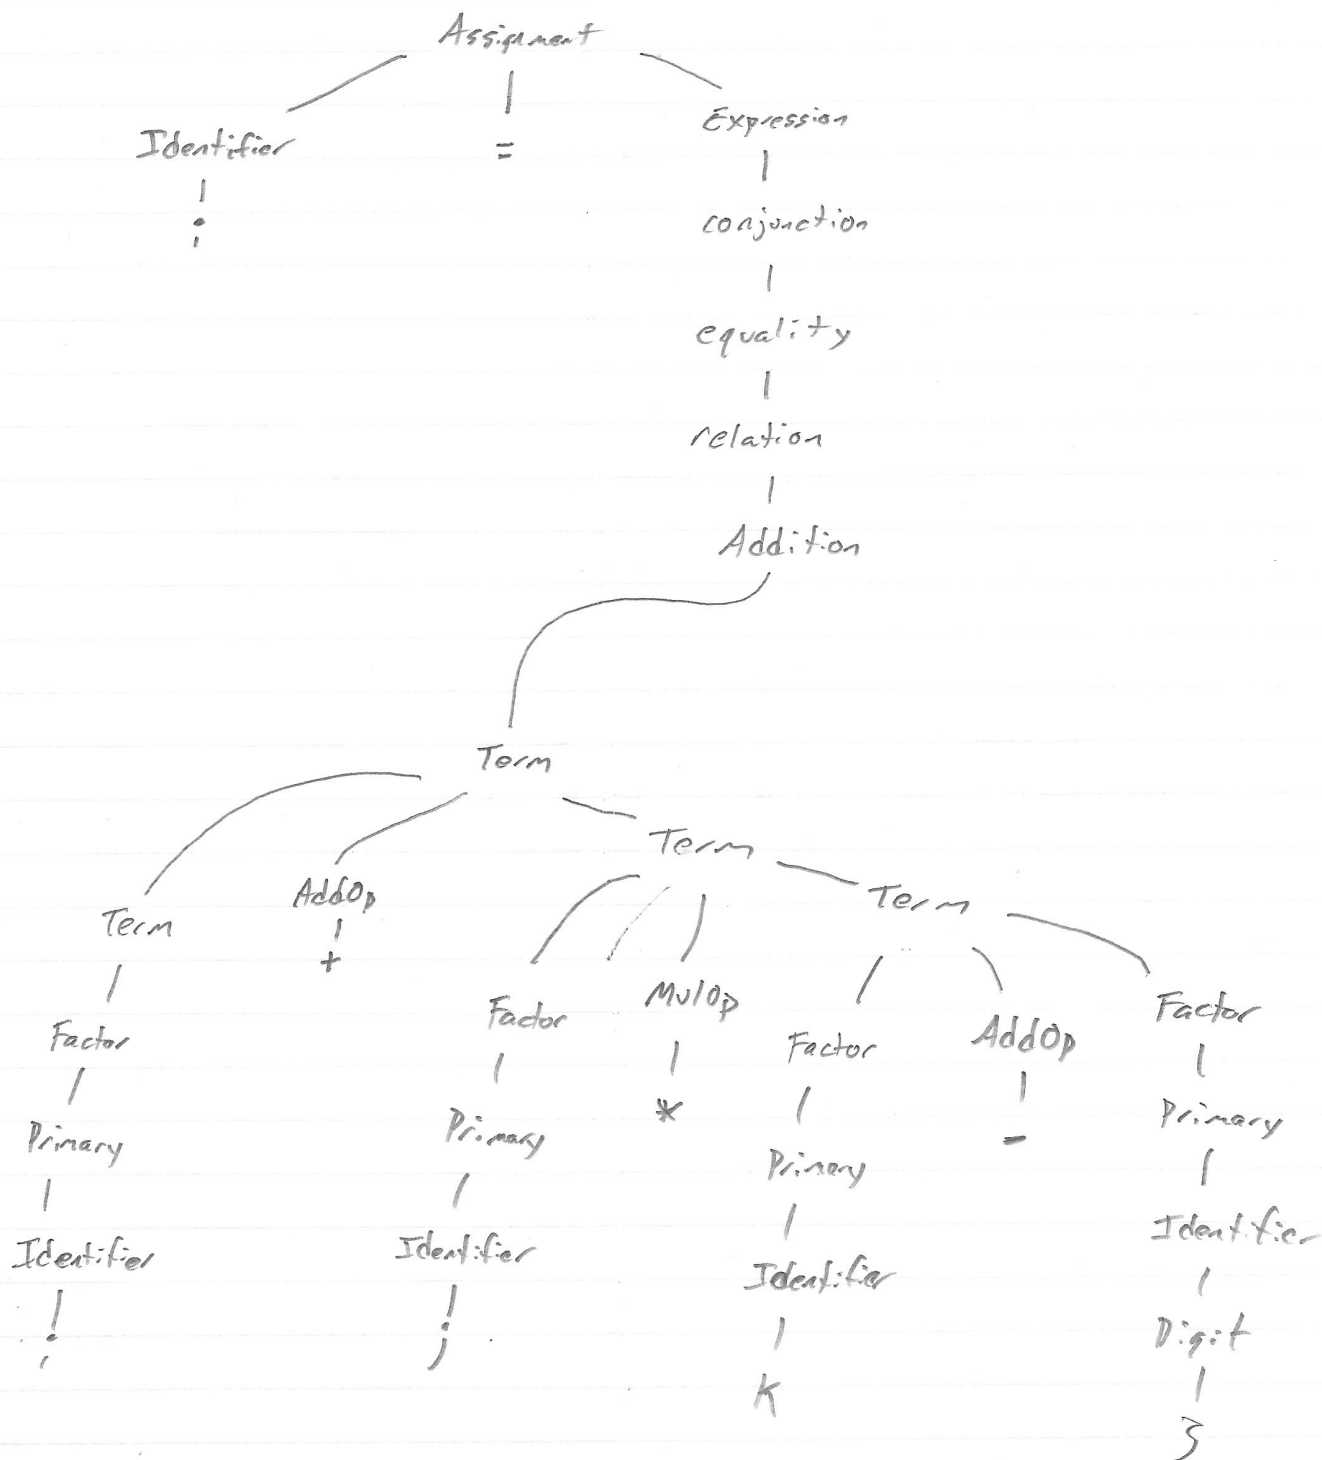 Assignment
Identifier = Expression
i
conjunction
equality
relation
Addition
Term
Term
Term AddOp Term
+
Factor Factor MulOp Factor AddOp Factor
* -
Primary Primary Primary Primary
Identifier Identifier Identifier Identifier
i j k Digit
3